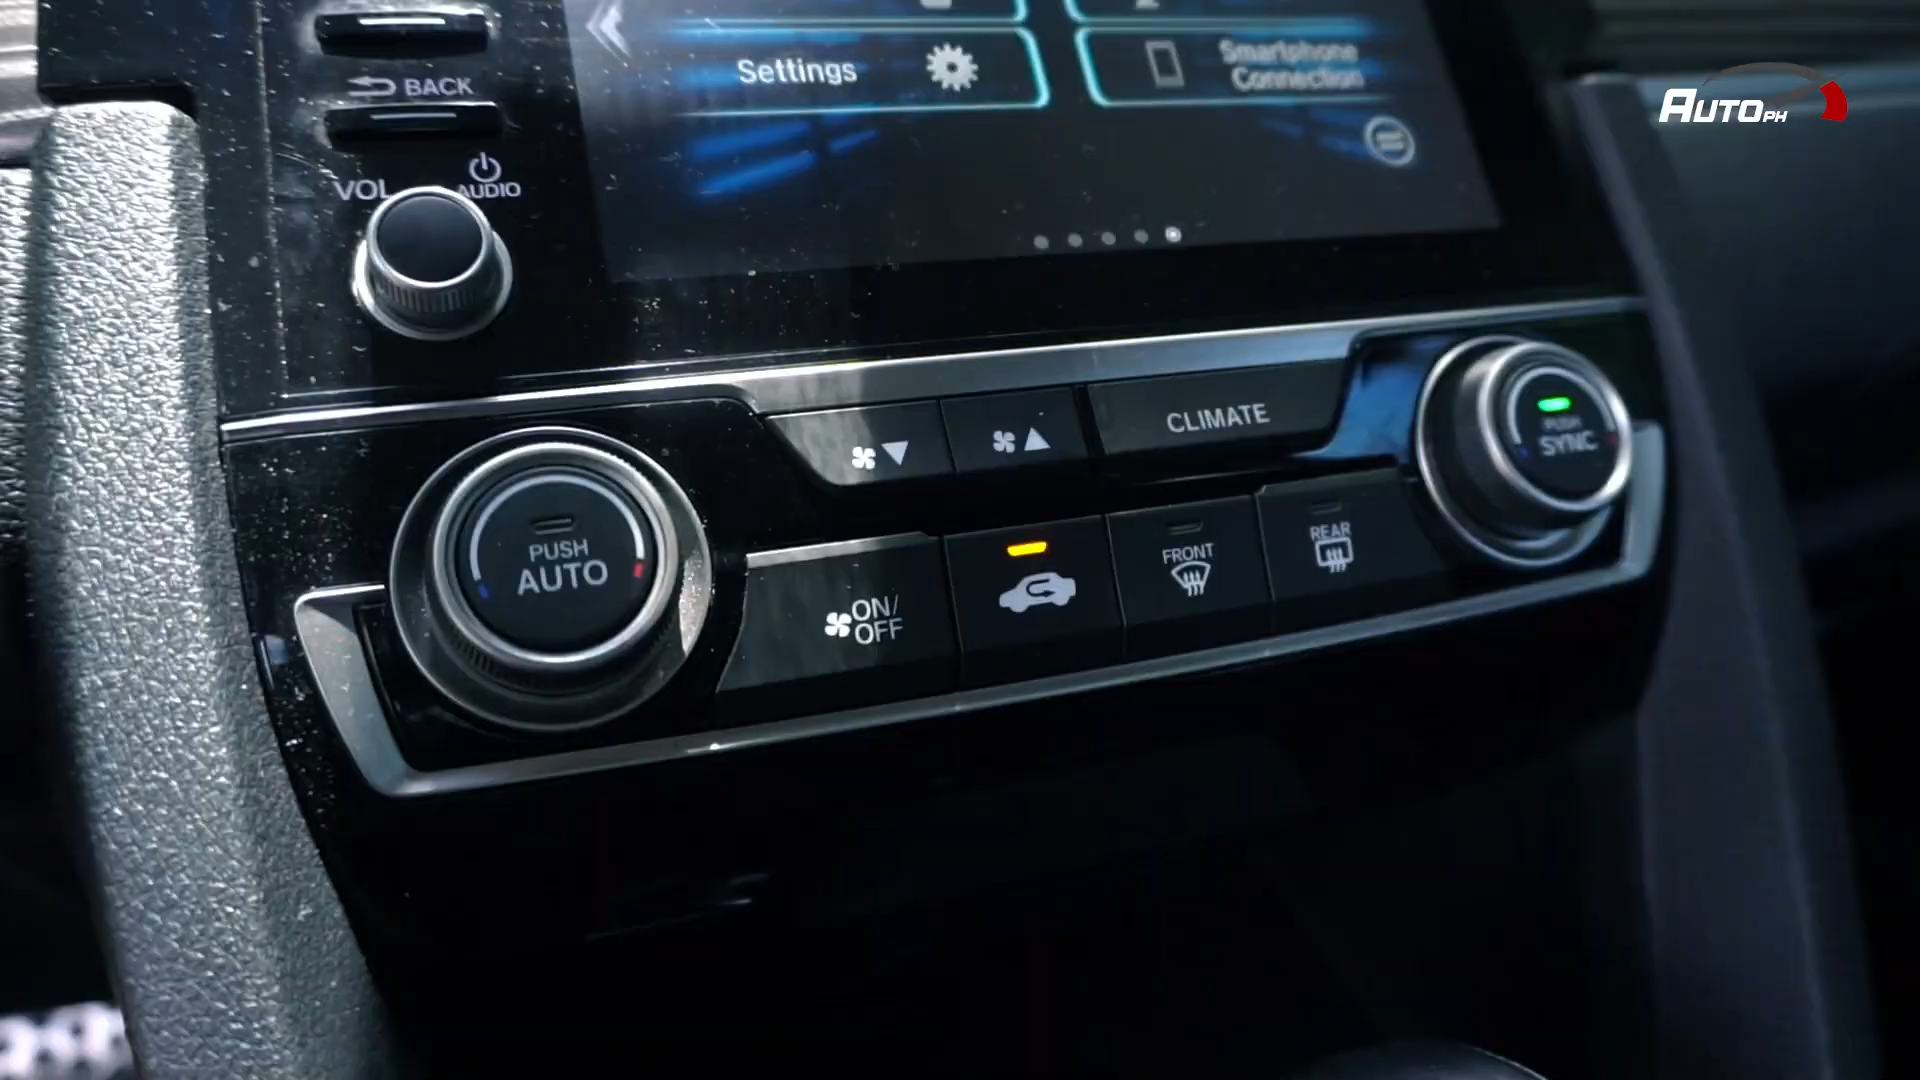 Settings
Smartphone
Connection
AUTOPH
BACK
VOL
AUDIO
CLIMATE
PUSH
SYNC
PUSH
AUTO
ON/
OFF
FRONT
REAR